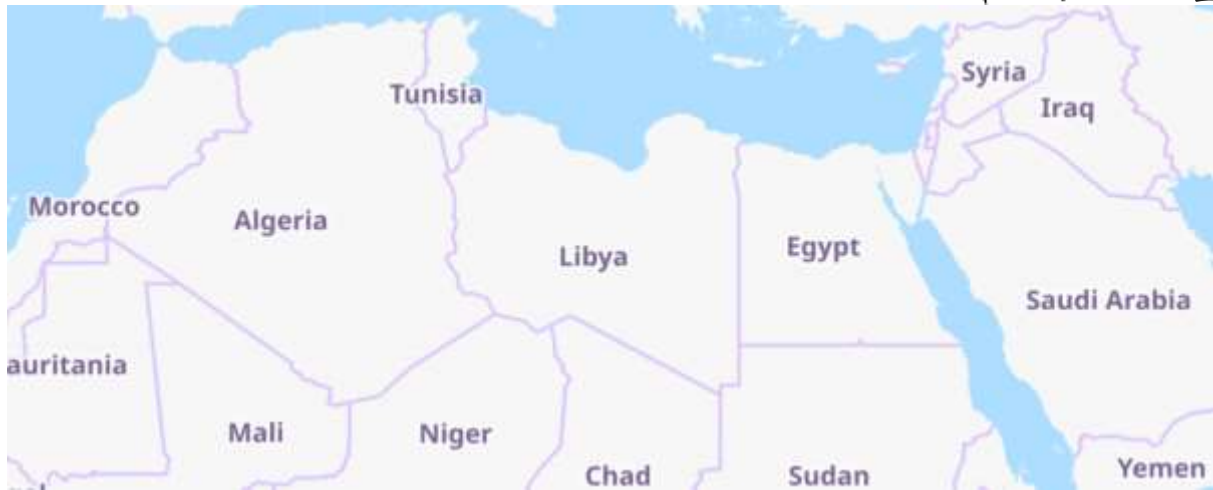 Syria
Tunisia
Iraq
Morocco
Algeria
Egypt
Libya
Saudi Arabia
auritania
Mali
Niger
Chad
Sudan
Yemen